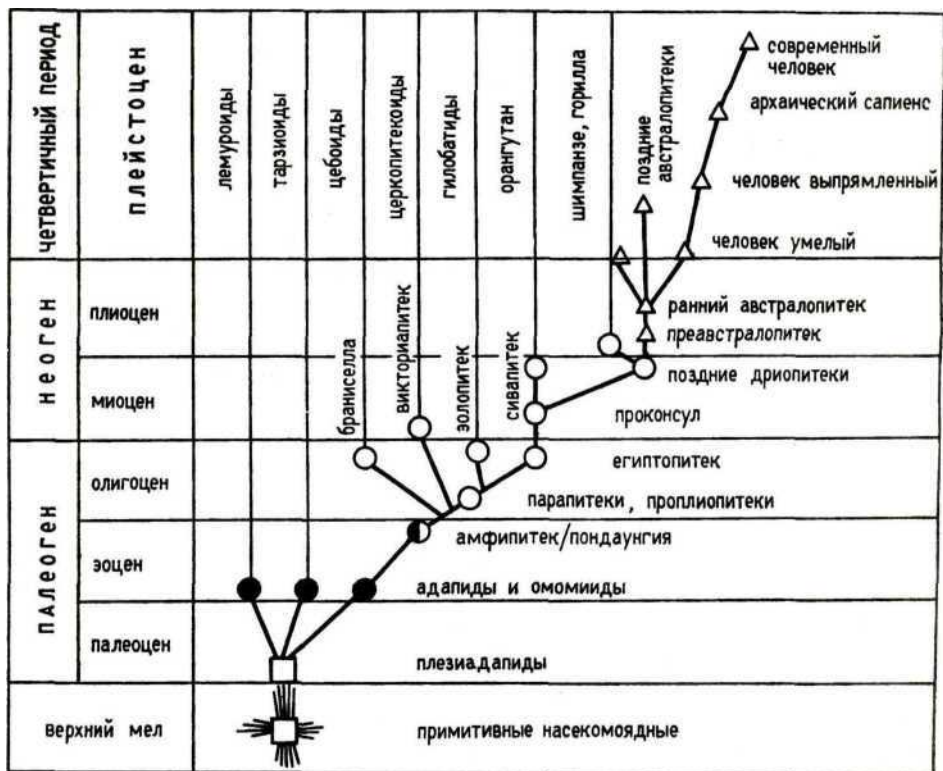 четвертичный период
плейстоцен
лемуроиды
тарзиоиды
цебоиды
церкопитекоиды
гилобатиды
орангутан
шимпанзе, горилла
поздние
австралопитеки
современный
человек
архаический сапиенс
человек выпрямленный
человек умелый
неоген
плиоцен
ранний австралопитек
преавстралопитек
миоцен
браниселла
викториапитек
эолопитек
сивапитек
поздние дриопитеки
проконсул
палеоген
олигоцен
египтопитек
парапитеки, проплиопитеки
эоцен
амфипитек/пондаунгия
адапиды и омомииды
палеоцен
плезиадапиды
верхний мел
примитивные насекомоядные